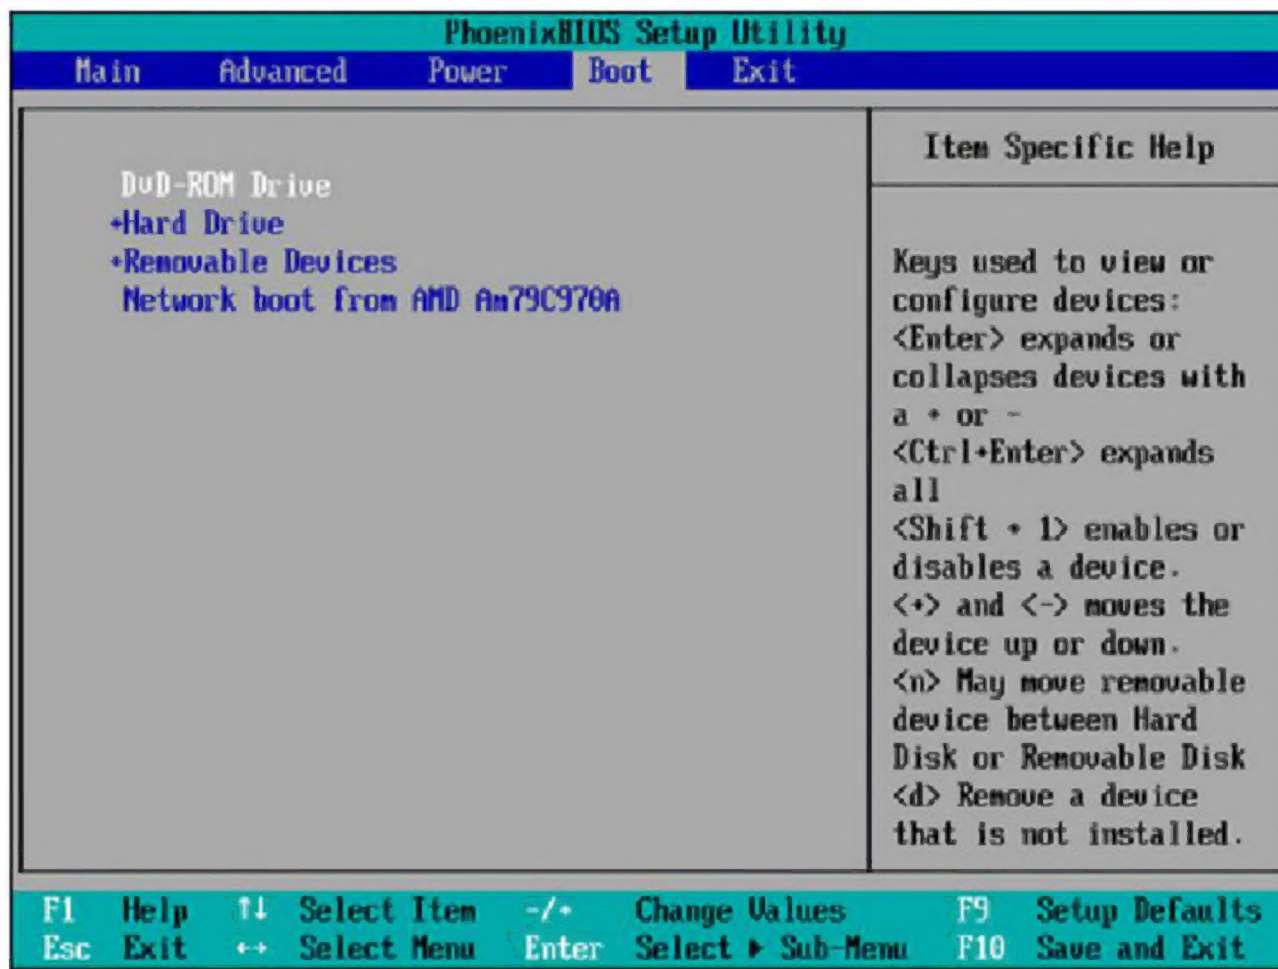 PhoenixBIOS Setup Utility
Main Advanced Power Boot Exit
DVD-ROM Drive
+Hard Drive
+Removable Devices
Network boot from AMD Am79C970A
Item Specific Help
Keys used to view or
configure devices:
<Enter> expands or
collapses devices with
a + or -
<Ctrl+Enter> expands
all
<Shift + 1> enables or
disables a device.
<+> and <-> moves the
device up or down.
<n> May move removable
device between Hard
Disk or Removable Disk
<d> Remove a device
that is not installed.
F1 Help ↑↓ Select Item -/+ Change Values F9 Setup Defaults
Esc Exit ↔ Select Menu Enter Select ▶ Sub-Menu F10 Save and Exit